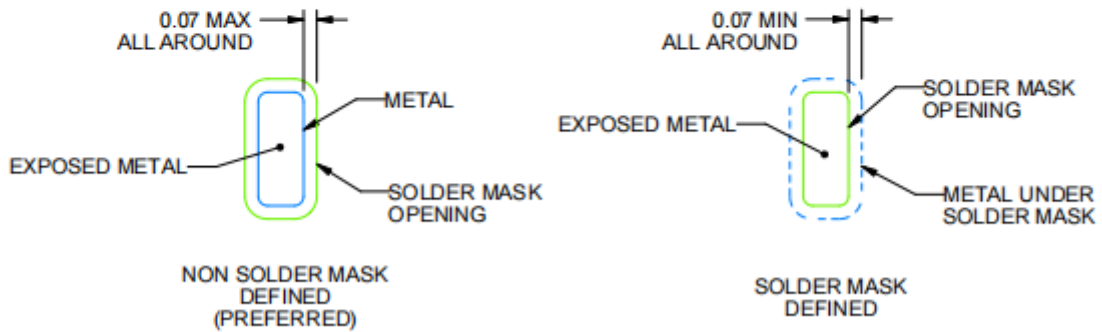 0.07 MAX
ALL AROUND
METAL
EXPOSED METAL
SOLDER MASK
OPENING
NON SOLDER MASK
DEFINED
(PREFERRED)
0.07 MIN
ALL AROUND
SOLDER MASK
OPENING
EXPOSED METAL
METAL UNDER
SOLDER MASK
SOLDER MASK
DEFINED